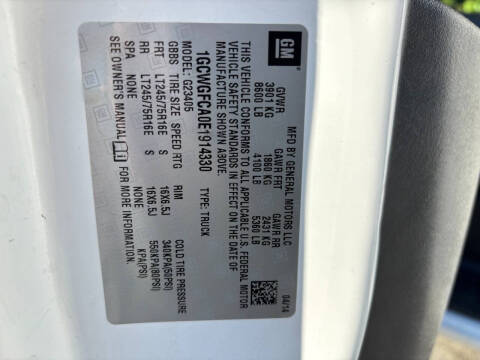 GM
MFD BY GENERAL MOTORS LLC
GVWR GAWR FRT GAWR RR
3901 KG 1860 KG 2431 KG
8600 LB 4100 LB 5360 LB
THIS VEHICLE CONFORMS TO ALL APPLICABLE U.S. FEDERAL MOTOR
VEHICLE SAFETY STANDARDS IN EFFECT ON THE DATE OF
MANUFACTURE SHOWN ABOVE. 04/14
1GCWGFCA0E1914330 TYPE: TRUCK
MODEL: G23405
GBBS TIRE SIZE SPEED RTG RIM COLD TIRE PRESSURE
FRT LT245/75R16E S 16X6.5J 340KPA(50PSI)
RR LT245/75R16E S 16X6.5J 550KPA(80PSI)
SPA NONE NONE KPA(PSI)
SEE OWNER'S MANUAL FOR MORE INFORMATION.